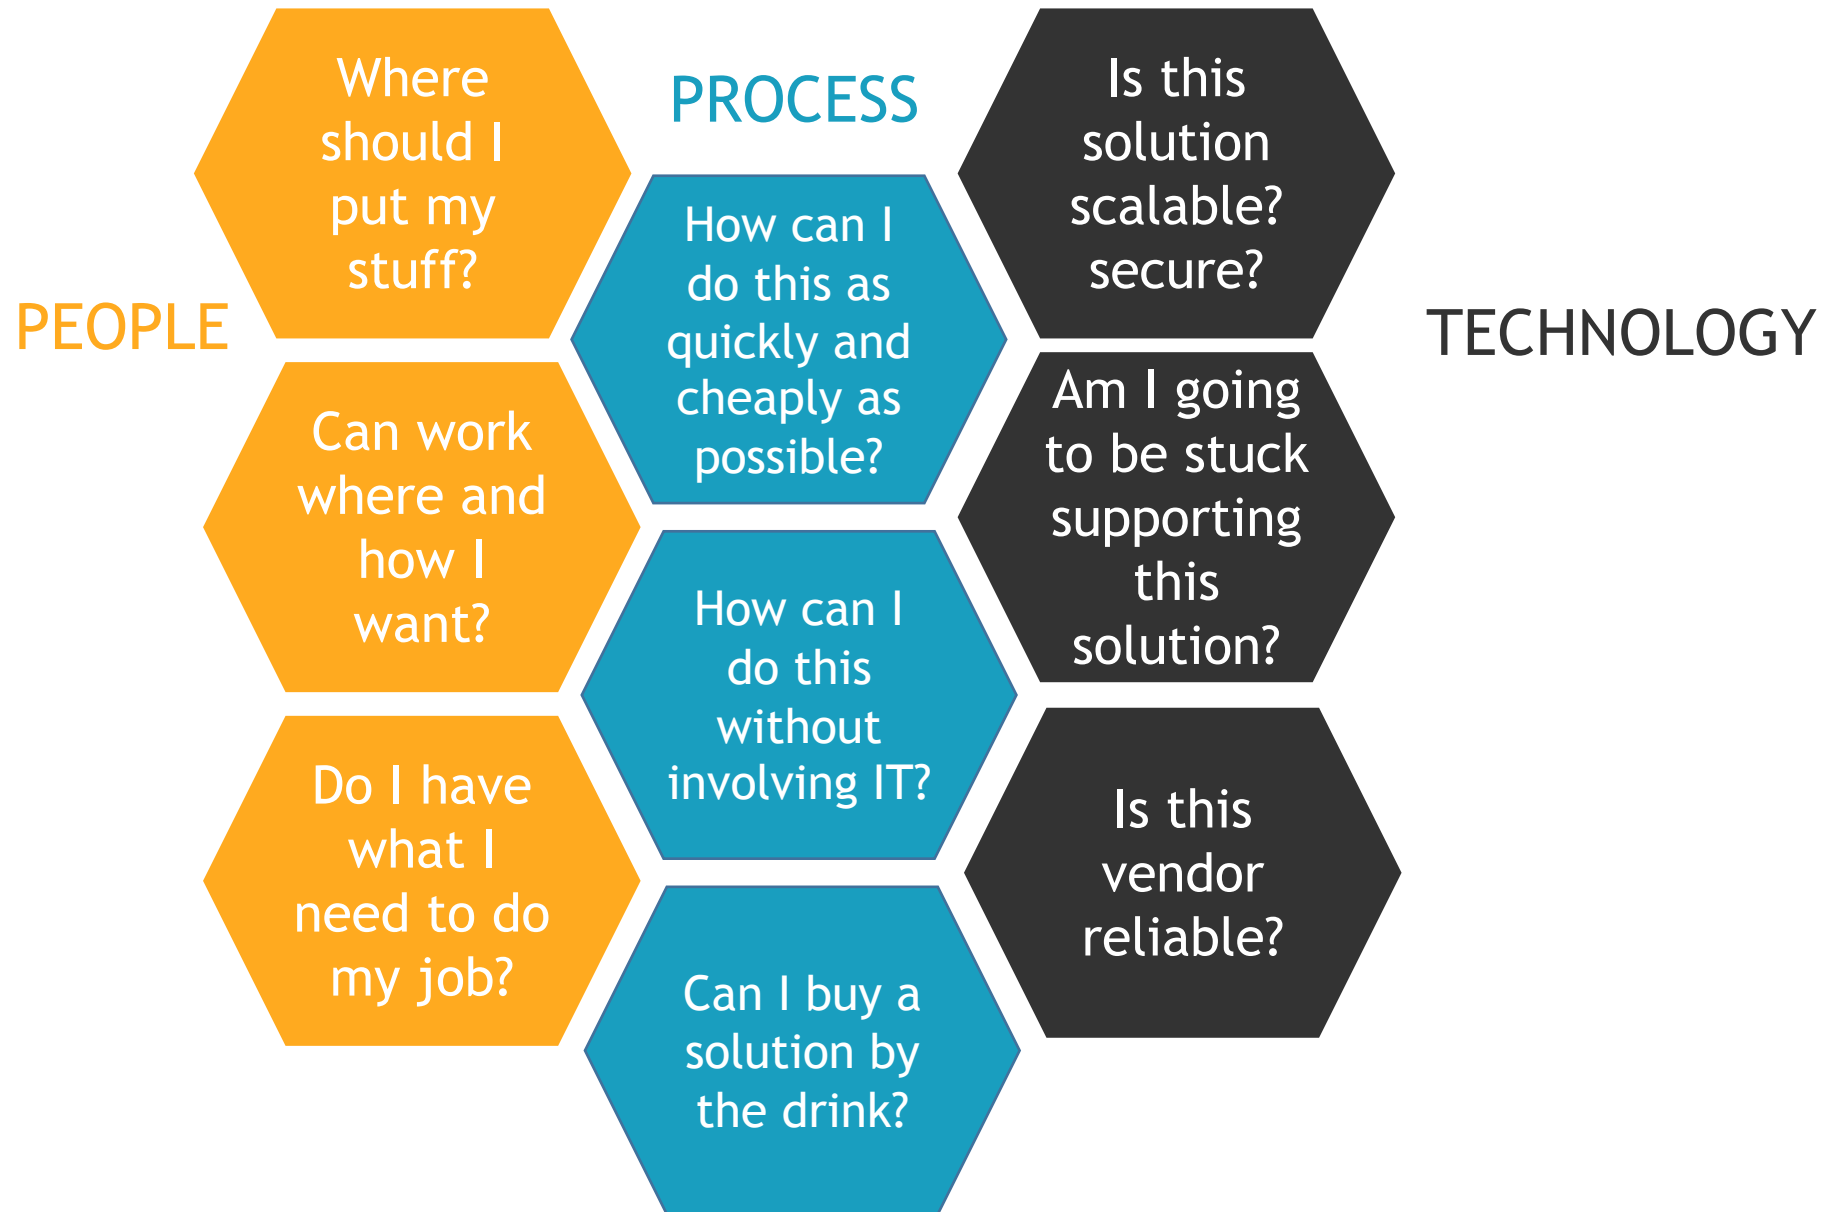 PEOPLE
Where
should I
put my
stuff?
Can work
where and
how I
want?
Do I have
what I
need to do
my job?
PROCESS
How can I
do this as
quickly and
cheaply as
possible?
How can I
do this
without
involving IT?
Can I buy a
solution by
the drink?
TECHNOLOGY
Is this
solution
scalable?
secure?
Am I going
to be stuck
supporting
this
solution?
Is this
vendor
reliable?